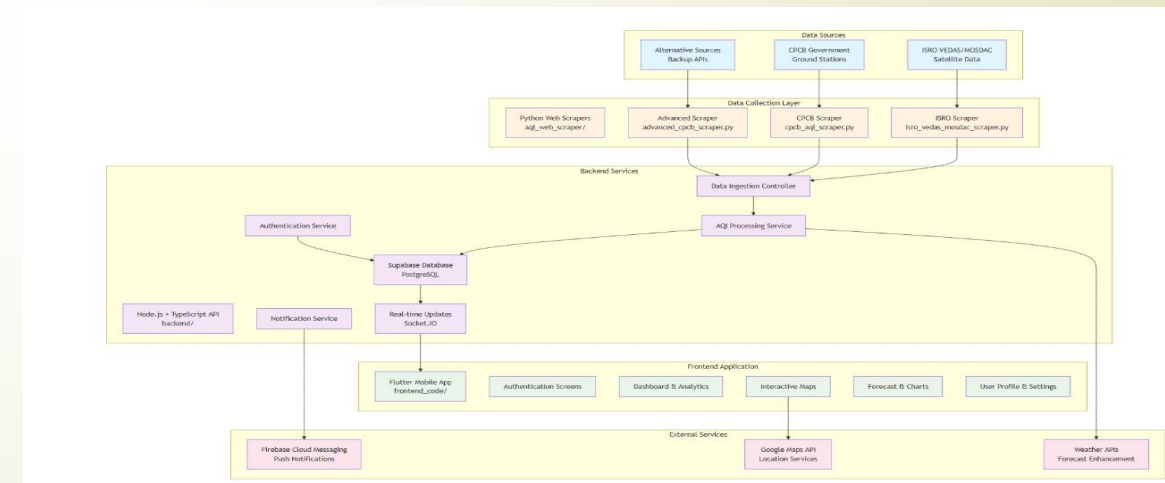 Data Sources
Alternative Sources
Backup APIs
CPCB Government
Ground Stations
ISRO VEDAS/MOSDAC
Satellite Data
Data Collection Layer
Python Web Scrapers
aqi_web_scraper/
Advanced Scraper
advanced_cpcb_scraper.py
CPCB Scraper
cpcb_aqi_scraper.py
ISRO Scraper
isro_vedas_mosdac_scraper.py
Backend Services
Data Ingestion Controller
Authentication Service
AQI Processing Service
Supabase Database
PostgreSQL
Node.js + TypeScript API
backend/
Notification Service
Real-time Updates
Socket.IO
Frontend Application
Flutter Mobile App
frontend_code/
Authentication Screens
Dashboard & Analytics
Interactive Maps
Forecast & Charts
User Profile & Settings
External Services
Firebase Cloud Messaging
Push Notifications
Google Maps API
Location Services
Weather APIs
Forecast Enhancement